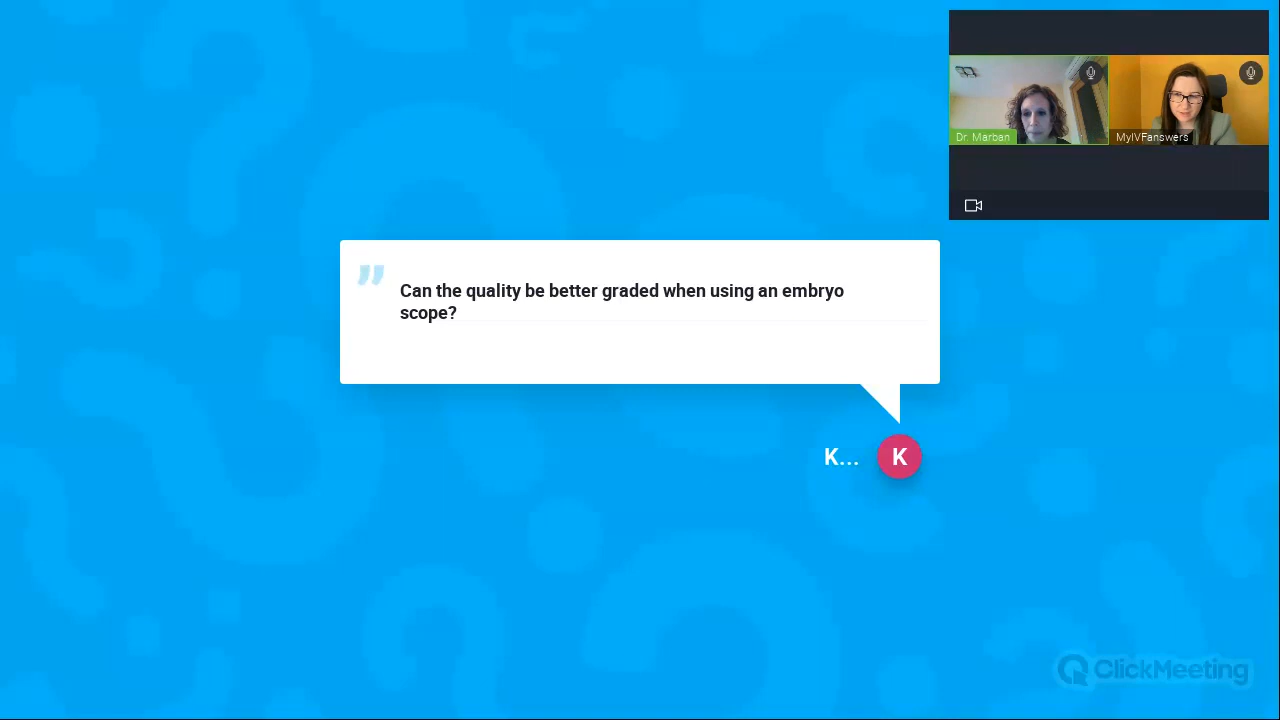 Dr. Marban
MyIVFanswers
"
Can the quality be better graded when using an embryo
scope?
K...
K
ClickMeeting